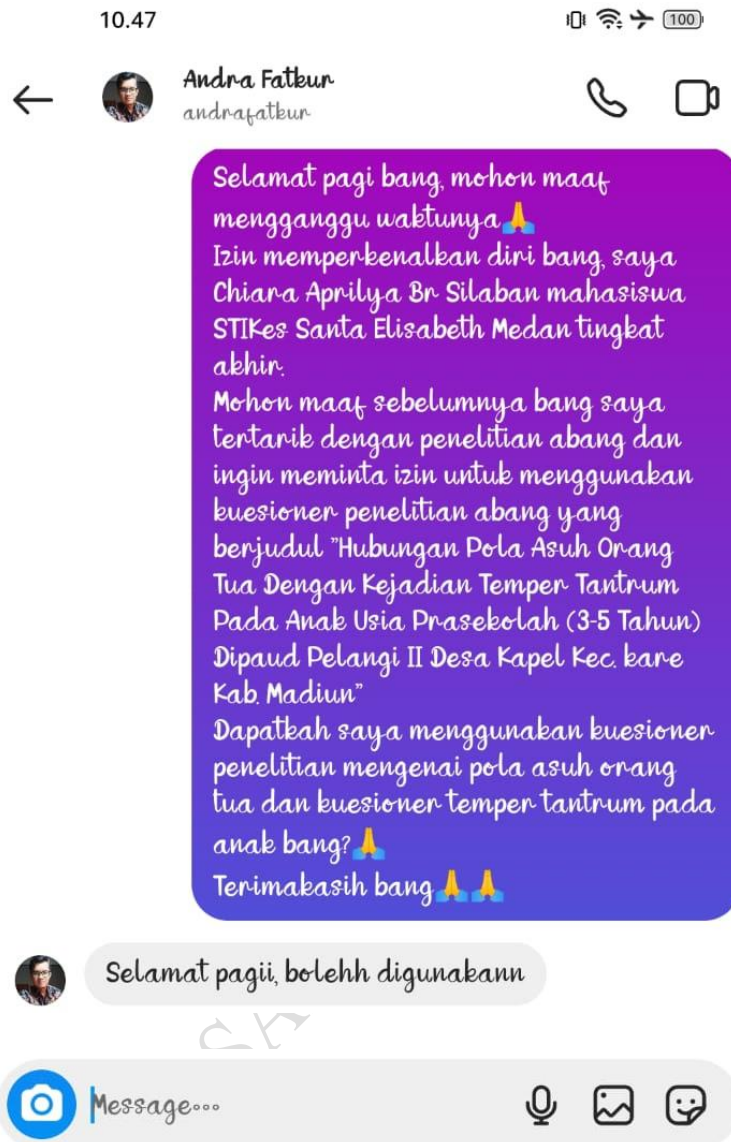 10.47
100
Andra Fatkur
andrafatkur
Selamat pagi bang, mohon maaf
mengganggu waktunya🙏
Izin memperkenalkan diri bang, saya
Chiara Aprilya Br Silaban mahasiswa
STIKes Santa Elisabeth Medan tingkat
akhir.
Mohon maaf sebelumnya bang saya
tertarik dengan penelitian abang dan
ingin meminta izin untuk menggunakan
kuesioner penelitian abang yang
berjudul "Hubungan Pola Asuh Orang
Tua Dengan Kejadian Temper Tantrum
Pada Anak Usia Prasekolah (3-5 Tahun)
Dipaud Pelangi II Desa Kapel Kec. kare
Kab. Madiun"
Dapatkah saya menggunakan kuesioner
penelitian mengenai pola asuh orang
tua dan kuesioner temper tantrum pada
anak bang?🙏
Terimakasih bang🙏🙏
Selamat pagii, bolehh digunakann
Message...